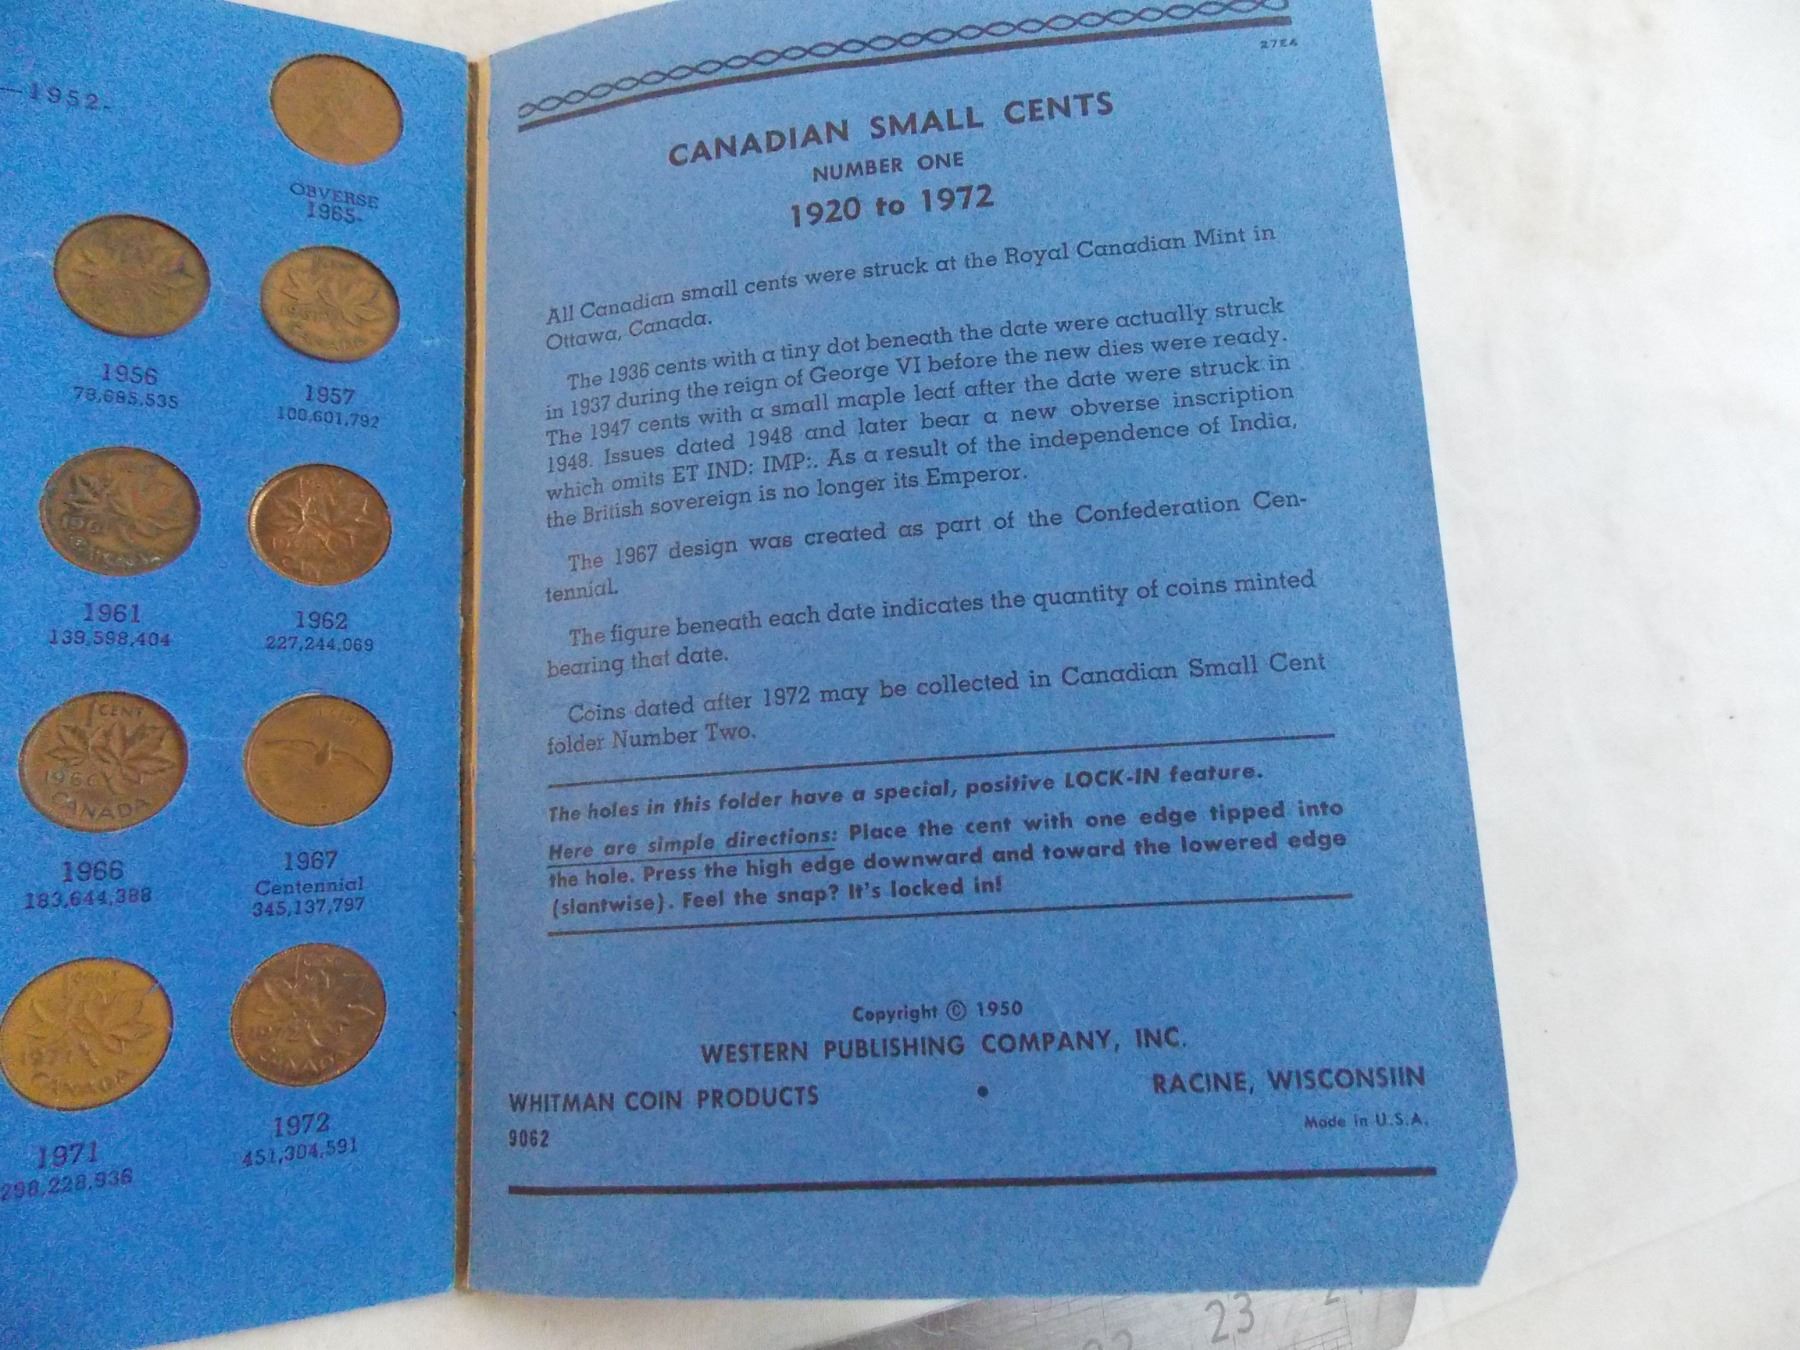 —1952-
OBVERSE
1965-
1956
78,685,535
1957
100,601,792
1961
139,598,404
1962
227,244,069
CENT
1966
CANADA
1966
183,644,388
1967
Centennial
345,137,797
CENT
1971
CANADA
1972
CANADA
1971
298,228,936
1972
451,304,591
27E4
CANADIAN SMALL CENTS
NUMBER ONE
1920 to 1972
All Canadian small cents were struck at the Royal Canadian Mint in
Ottawa, Canada.
The 1936 cents with a tiny dot beneath the date were actually struck
in 1937 during the reign of George VI before the new dies were ready.
The 1947 cents with a small maple leaf after the date were struck in
1948. Issues dated 1948 and later bear a new obverse inscription
which omits ET IND: IMP:. As a result of the independence of India,
the British sovereign is no longer its Emperor.
The 1967 design was created as part of the Confederation Cen-
tennial.
The figure beneath each date indicates the quantity of coins minted
bearing that date.
Coins dated after 1972 may be collected in Canadian Small Cent
folder Number Two.
The holes in this folder have a special, positive LOCK-IN feature.
Here are simple directions: Place the cent with one edge tipped into
the hole. Press the high edge downward and toward the lowered edge
(slantwise). Feel the snap? It's locked in!
Copyright © 1950
WESTERN PUBLISHING COMPANY, INC.
WHITMAN COIN PRODUCTS • RACINE, WISCONSIIN
9062
Made in U.S.A.
23